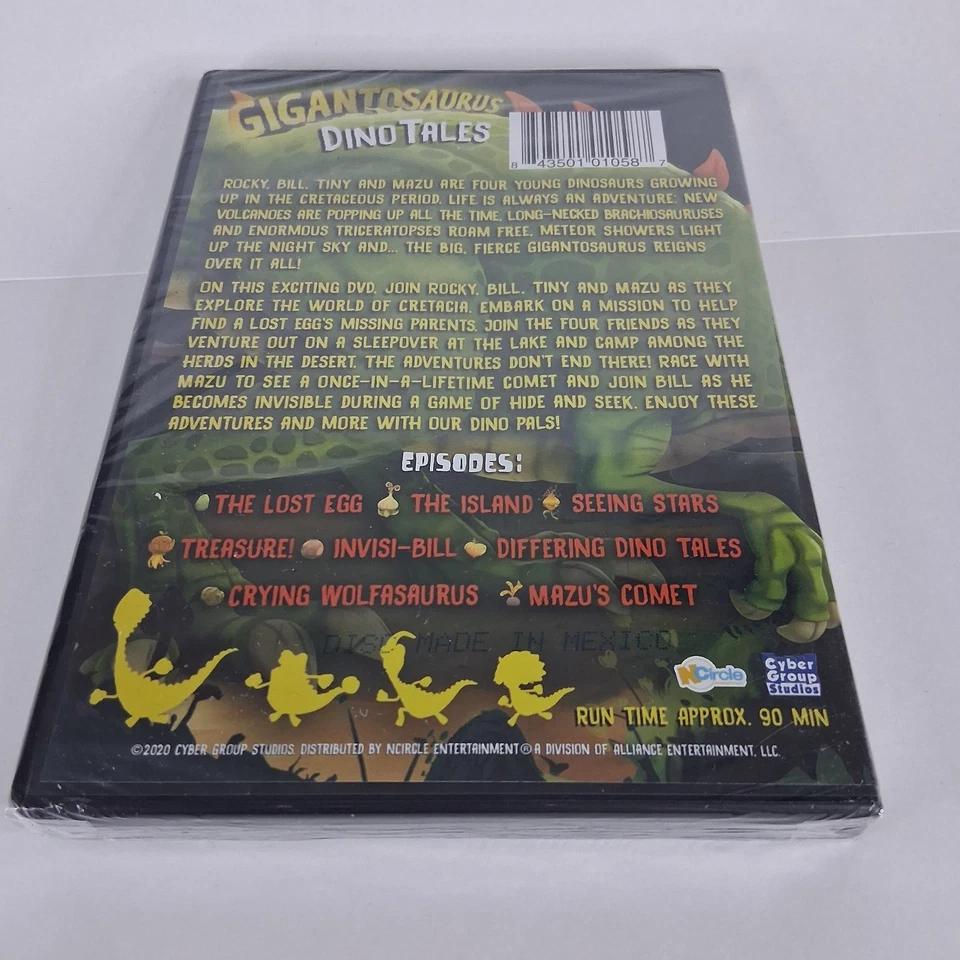 GIGANTOSAURUS
DINO TALES
8 43501 01058 7
ROCKY, BILL, TINY AND MAZU ARE FOUR YOUNG DINOSAURS GROWING
UP IN THE CRETACEOUS PERIOD. LIFE IS ALWAYS AN ADVENTURE: NEW
VOLCANOES ARE POPPING UP ALL THE TIME, LONG-NECKED BRACHIOSAURUSES
AND ENORMOUS TRICERATOPSES ROAM FREE, METEOR SHOWERS LIGHT
UP THE NIGHT SKY AND... THE BIG, FIERCE GIGANTOSAURUS REIGNS
OVER IT ALL!
ON THIS EXCITING DVD, JOIN ROCKY, BILL, TINY AND MAZU AS THEY
EXPLORE THE WORLD OF CRETACIA. EMBARK ON A MISSION TO HELP
FIND A LOST EGG'S MISSING PARENTS. JOIN THE FOUR FRIENDS AS THEY
VENTURE OUT ON A SLEEPOVER AT THE LAKE AND CAMP AMONG THE
HERDS IN THE DESERT. THE ADVENTURES DON'T END THERE! RACE WITH
MAZU TO SEE A ONCE-IN-A-LIFETIME COMET AND JOIN BILL AS HE
BECOMES INVISIBLE DURING A GAME OF HIDE AND SEEK. ENJOY THESE
ADVENTURES AND MORE WITH OUR DINO PALS!
EPISODES:
THE LOST EGG THE ISLAND SEEING STARS
TREASURE! INVISI-BILL DIFFERING DINO TALES
CRYING WOLFASAURUS MAZU'S COMET
DISC MADE IN MEXICO
NCircle
Cyber
Group
Studios
RUN TIME APPROX. 90 MIN
©2020 CYBER GROUP STUDIOS. DISTRIBUTED BY NCIRCLE ENTERTAINMENT® A DIVISION OF ALLIANCE ENTERTAINMENT, LLC.